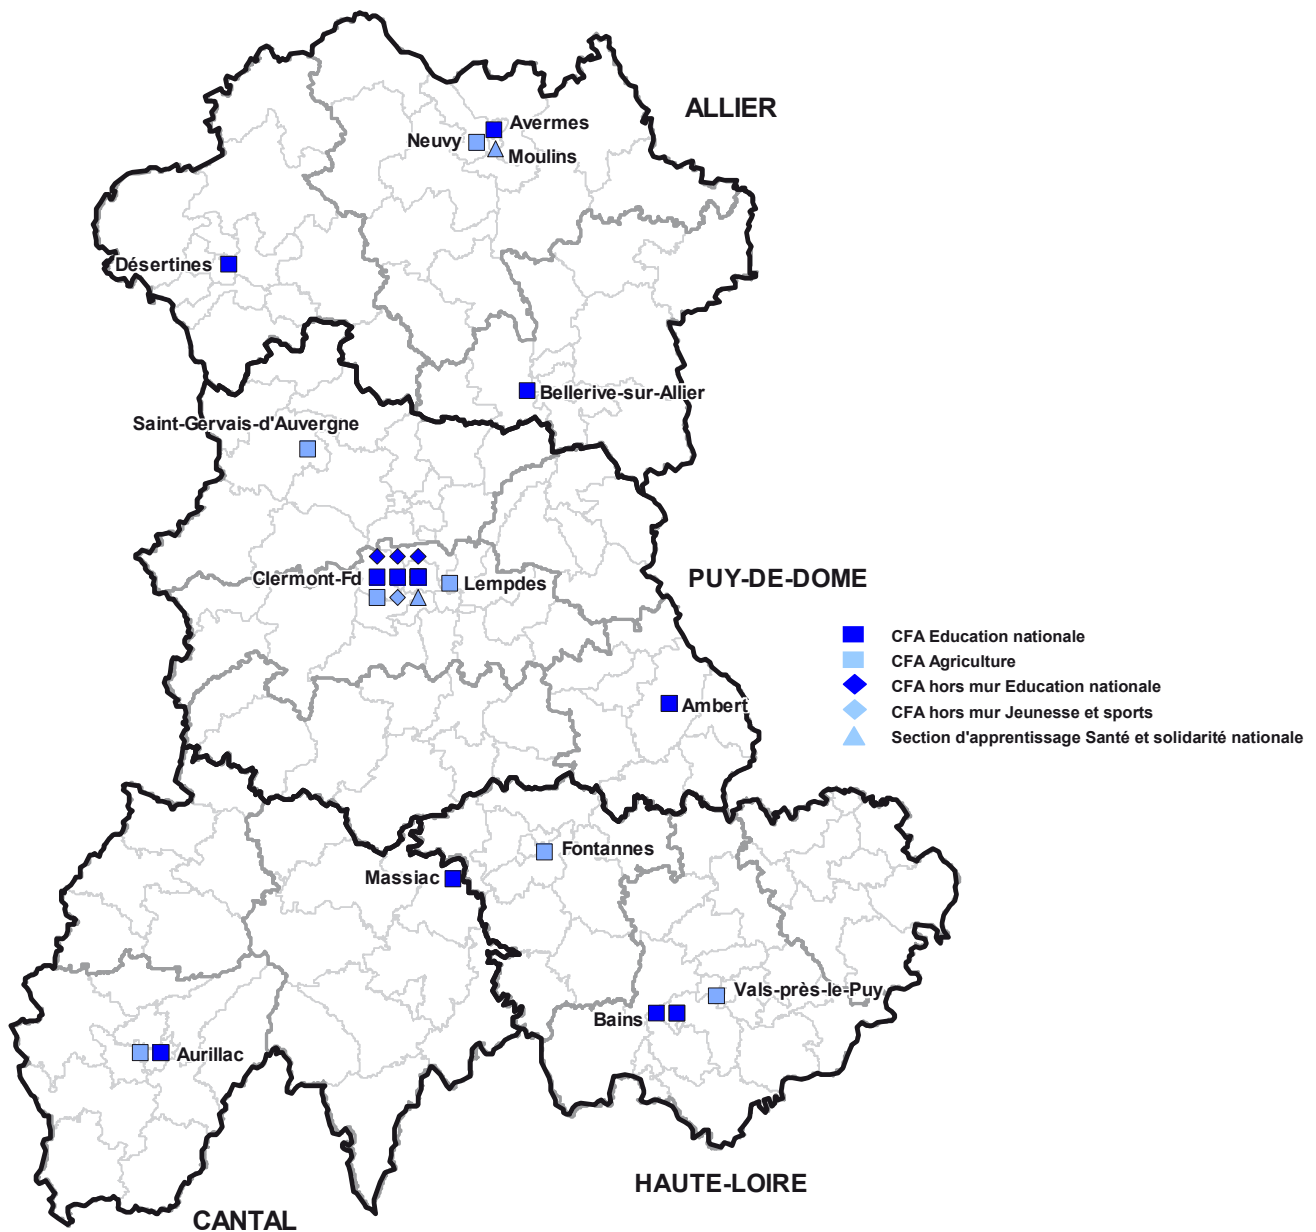 ALLIER
Avermes
Neuvy
Moulins
Désertines
Bellerive-sur-Allier
Saint-Gervais-d'Auvergne
Clermont-Fd
Lempdes
PUY-DE-DOME
CFA Education nationale
CFA Agriculture
CFA hors mur Education nationale
CFA hors mur Jeunesse et sports
Section d'apprentissage Santé et solidarité nationale
Ambert
Fontannes
Massiac
Vals-près-le-Puy
Bains
Aurillac
HAUTE-LOIRE
CANTAL